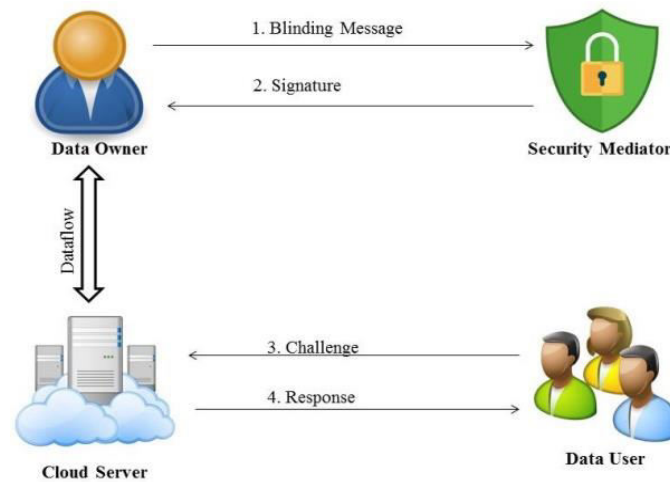 1. Blinding Message
2. Signature
Data Owner
Security Mediator
Dataflow
3. Challenge
4. Response
Cloud Server
Data User